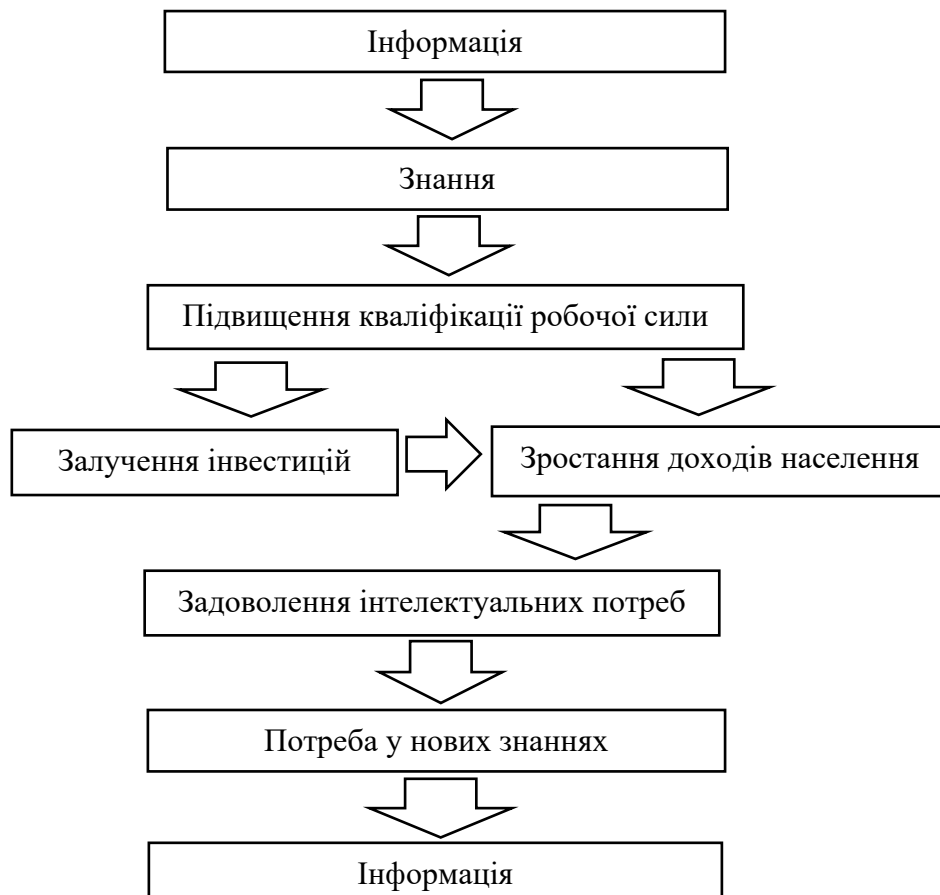 Інформація
Знання
Підвищення кваліфікації робочої сили
Залучення інвестицій
Зростання доходів населення
Задоволення інтелектуальних потреб
Потреба у нових знаннях
Інформація